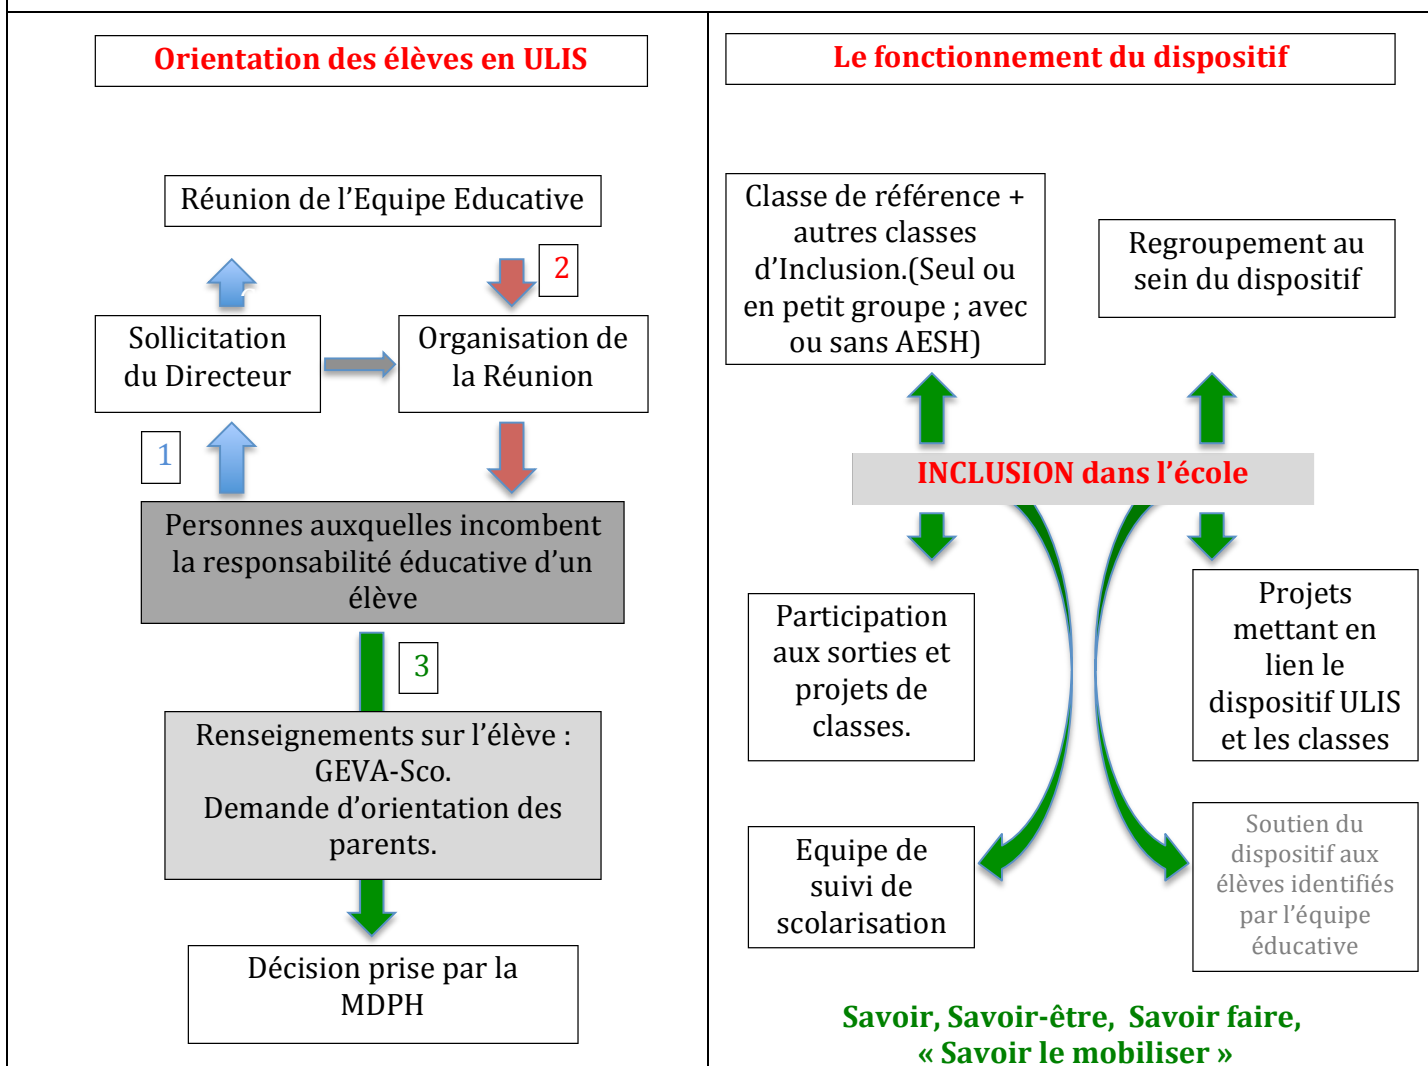 Orientation des élèves en ULIS
Réunion de l’Equipe Educative
2
Sollicitation
du Directeur
Organisation de
la Réunion
1
Personnes auxquelles incombent
la responsabilité éducative d’un
élève
3
Renseignements sur l’élève :
GEVA-Sco.
Demande d’orientation des
parents.
Décision prise par la
MDPH
Le fonctionnement du dispositif
Classe de référence +
autres classes
d’Inclusion.(Seul ou
en petit groupe ; avec
ou sans AESH)
Regroupement au
sein du dispositif
INCLUSION dans l’école
Participation
aux sorties et
projets de
classes.
Projets
mettant en
lien le
dispositif ULIS
et les classes
Equipe de
suivi de
scolarisation
Soutien du
dispositif aux
élèves identifiés
par l’équipe
éducative
Savoir, Savoir-être, Savoir faire,
« Savoir le mobiliser »